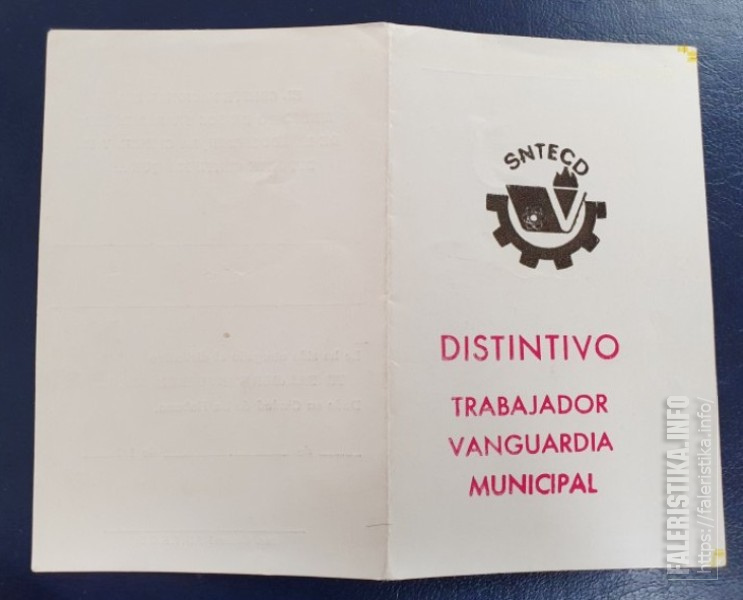 SNTECD
DISTINTIVO
TRABAJADOR
VANGUARDIA
MUNICIPAL
FALERISTIKA.INFO
https://faleristika.info/